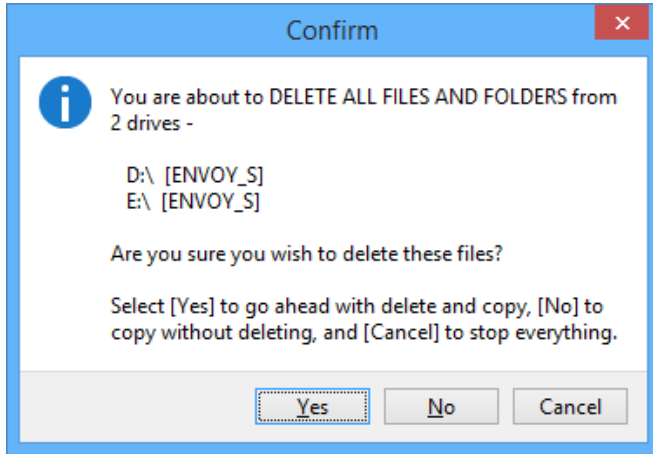 Confirm
You are about to DELETE ALL FILES AND FOLDERS from
2 drives -
D:\ [ENVOY_S]
E:\ [ENVOY_S]
Are you sure you wish to delete these files?
Select [Yes] to go ahead with delete and copy, [No] to
copy without deleting, and [Cancel] to stop everything.
Yes No Cancel